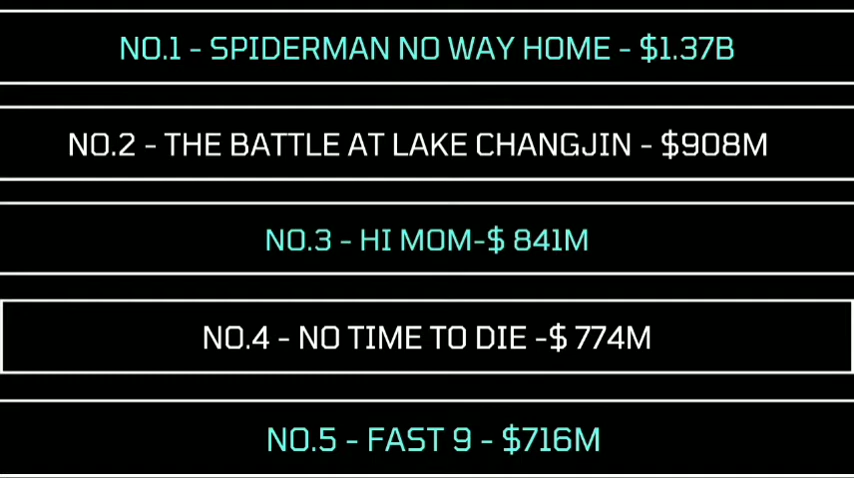 NO.1 - SPIDERMAN NO WAY HOME - $1.37B
NO.2 - THE BATTLE AT LAKE CHANGJIN - $908M
NO.3 - HI MOM-$ 841M
NO.4 - NO TIME TO DIE -$ 774M
NO.5 - FAST 9 - $716M